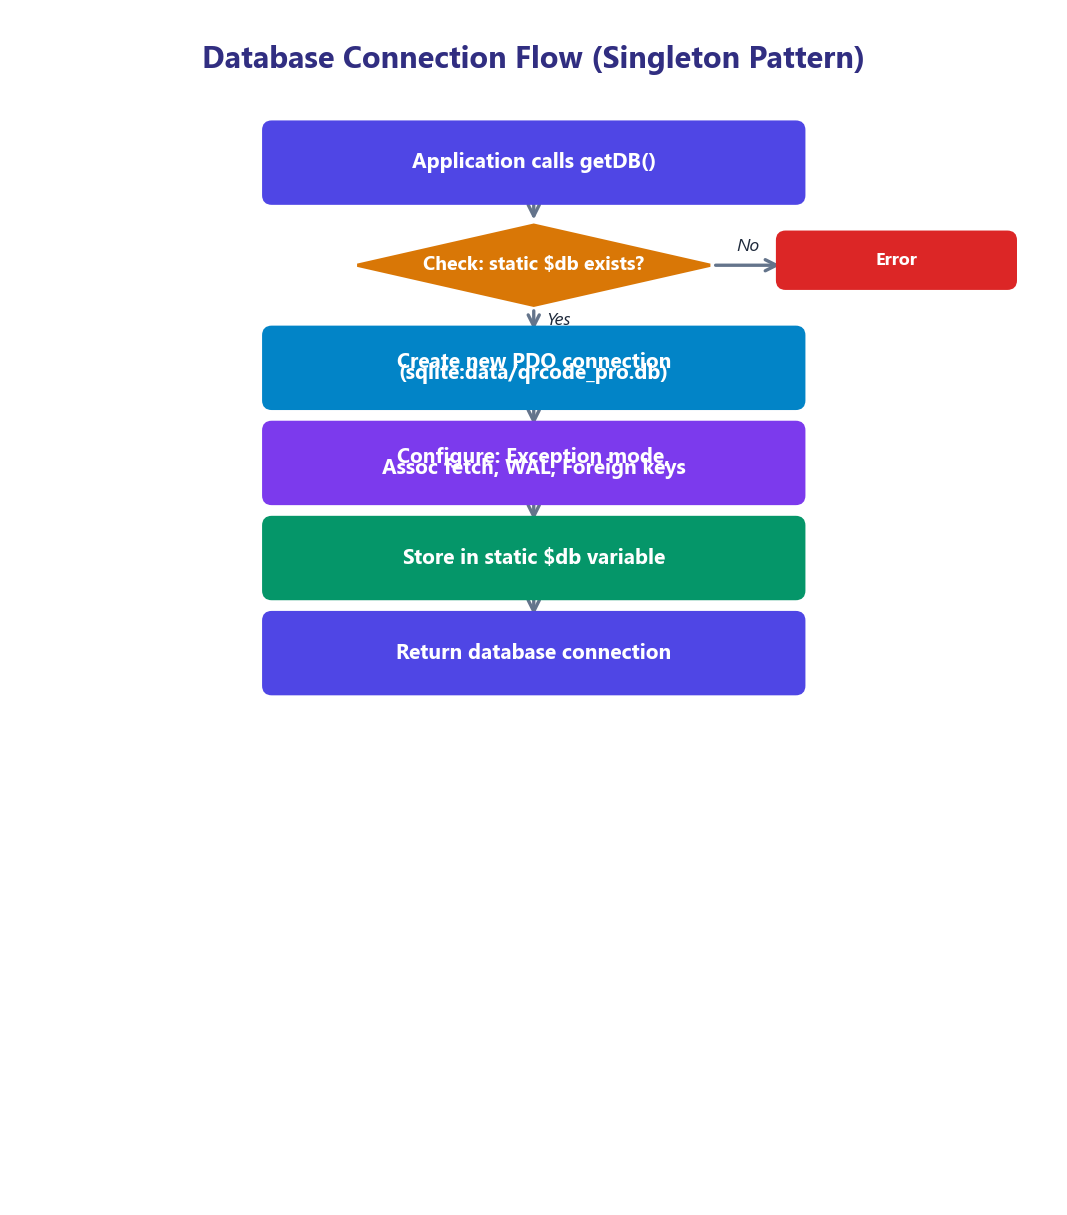 Database Connection Flow (Singleton Pattern)
Application calls getDB()
Check: static $db exists?
No
Error
Yes
Create new PDO connection
(sqlite:data/qrcode_pro.db)
Configure: Exception mode,
Assoc fetch, WAL, Foreign keys
Store in static $db variable
Return database connection